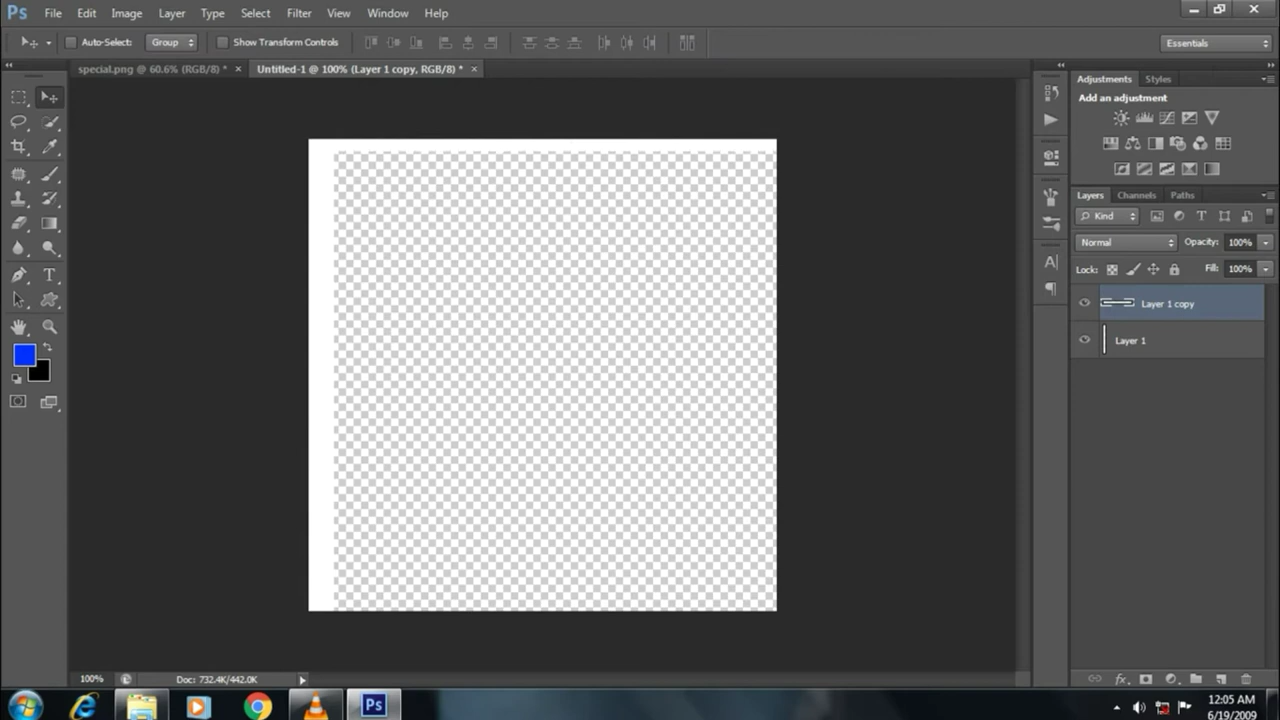 Ps File Edit Image Layer Type Select Filter View Window Help
Auto-Select: Group Show Transform Controls Essentials
special.png @ 60.6% (RGB/8) * × Untitled-1 @ 100% (Layer 1 copy, RGB/8) * ×
Adjustments Styles
Add an adjustment
Layers Channels Paths
Kind T
Normal Opacity: 100%
Lock: Fill: 100%
Layer 1 copy
Layer 1
T
A
100% Doc: 732.4K/442.0K
fx
Ps
12:05 AM
6/19/2009